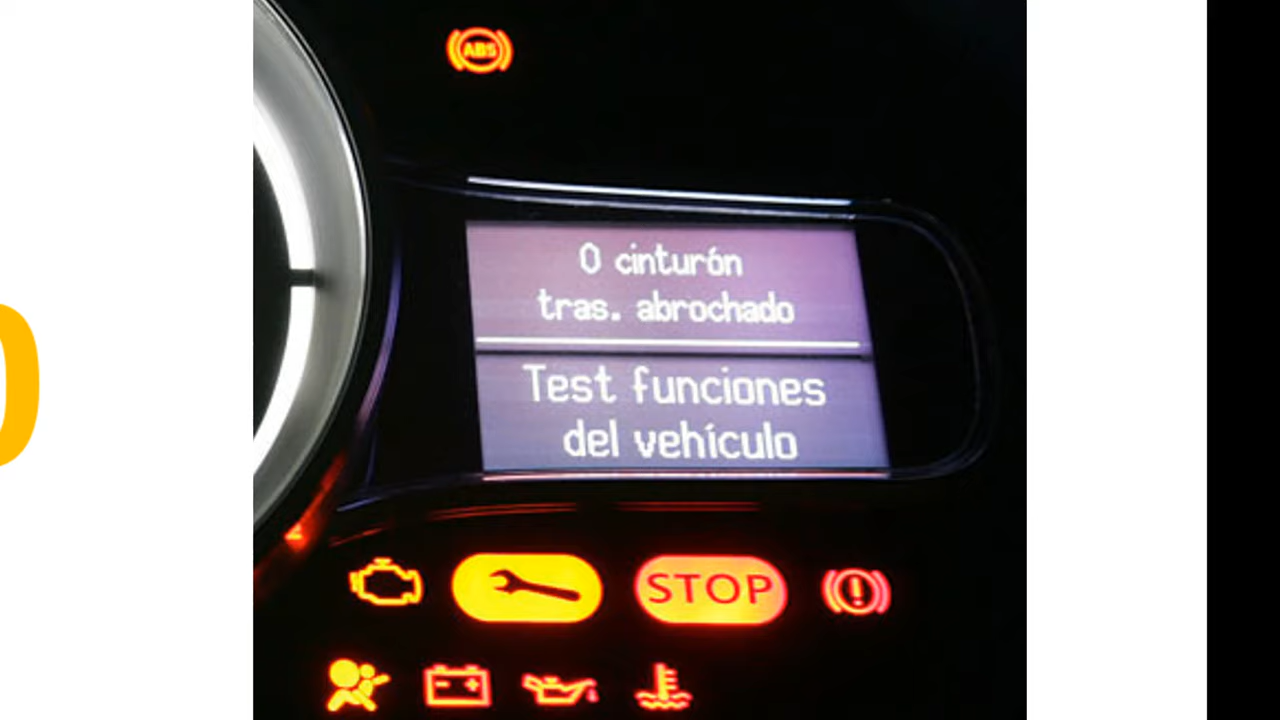 ABS
0 cinturón
tras. abrochado
Test funciones
del vehículo
STOP